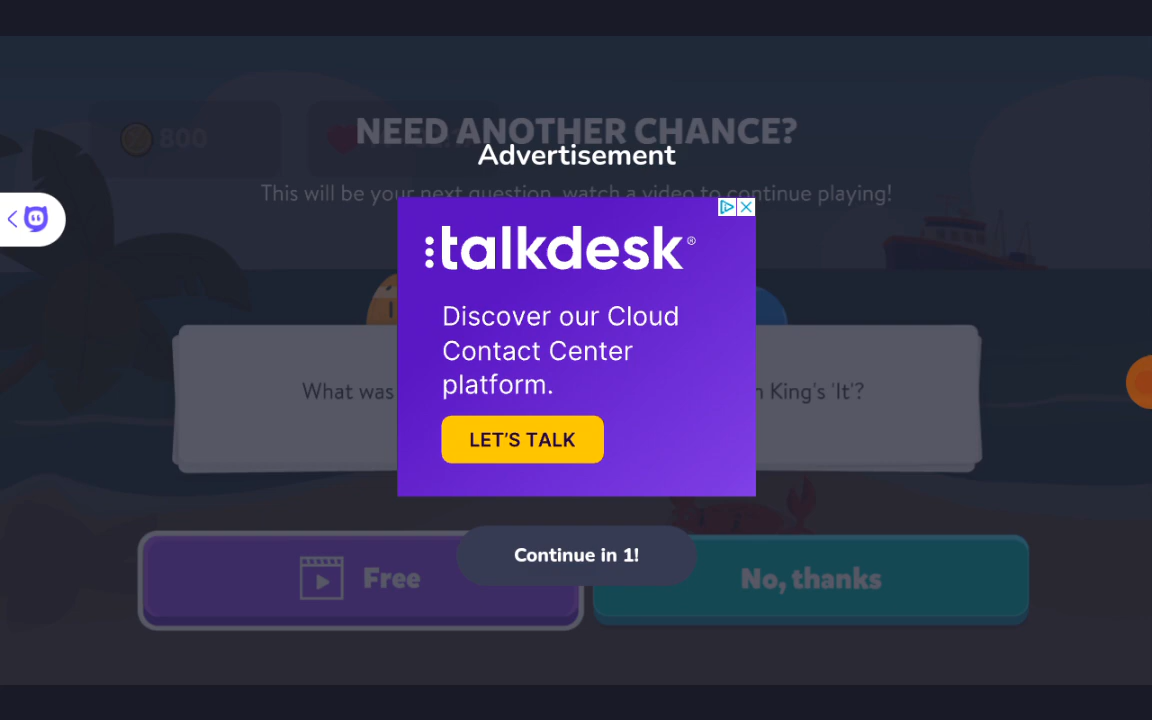 800
NEED ANOTHER CHANCE?
Advertisement
This will be your next question, watch a video to continue playing!
talkdesk®
Discover our Cloud
Contact Center
platform.
What was
King's 'It'?
LET'S TALK
Continue in 1!
Free
No, thanks